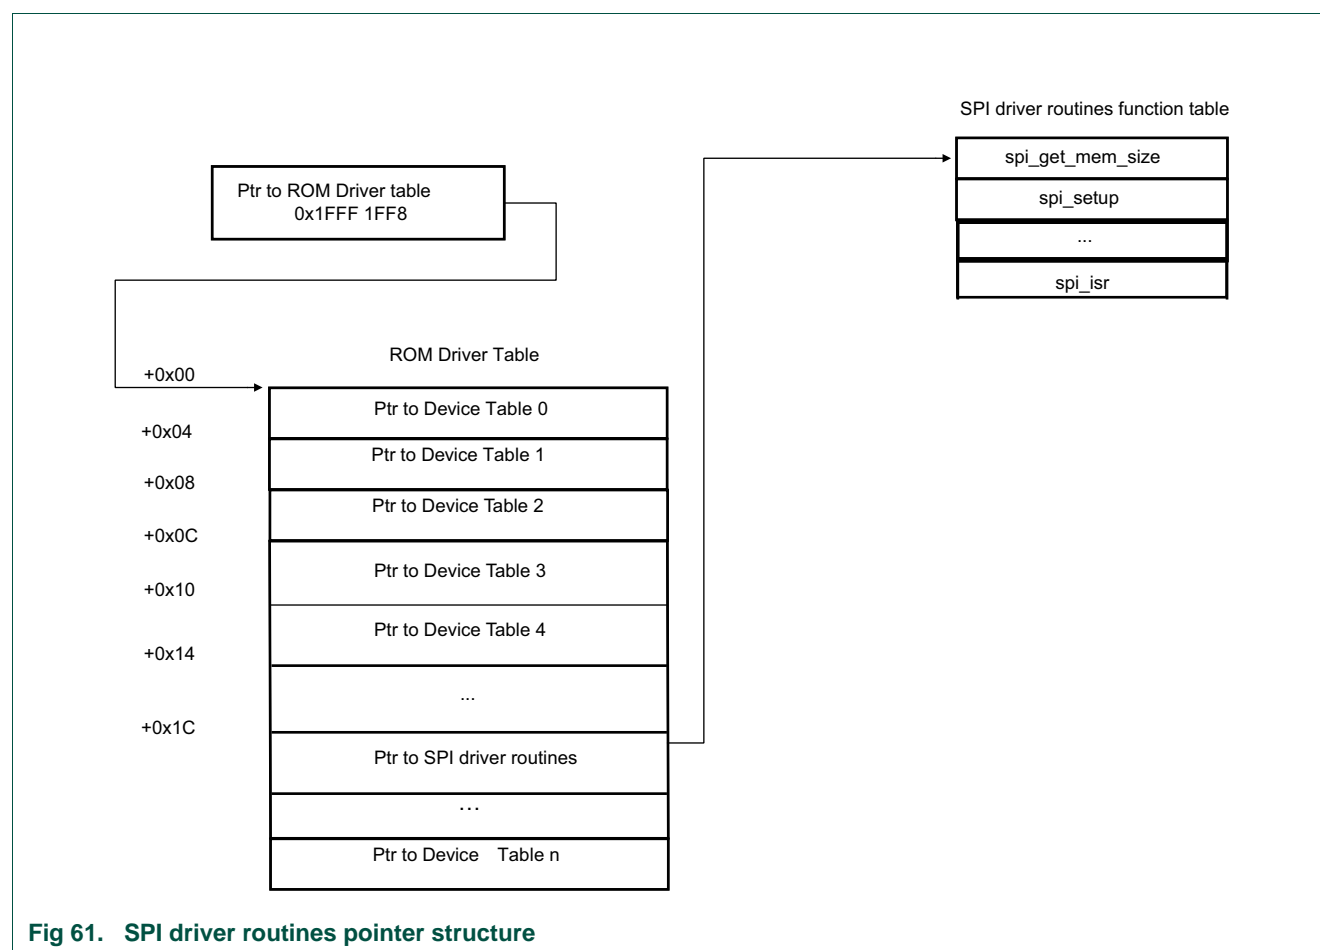 SPI driver routines function table
spi_get_mem_size
spi_setup
...
spi_isr
Ptr to ROM Driver table
0x1FFF 1FF8
ROM Driver Table
+0x00
Ptr to Device Table 0
+0x04
Ptr to Device Table 1
+0x08
Ptr to Device Table 2
+0x0C
Ptr to Device Table 3
+0x10
Ptr to Device Table 4
+0x14
...
+0x1C
Ptr to SPI driver routines
...
Ptr to Device Table n
Fig 61. SPI driver routines pointer structure